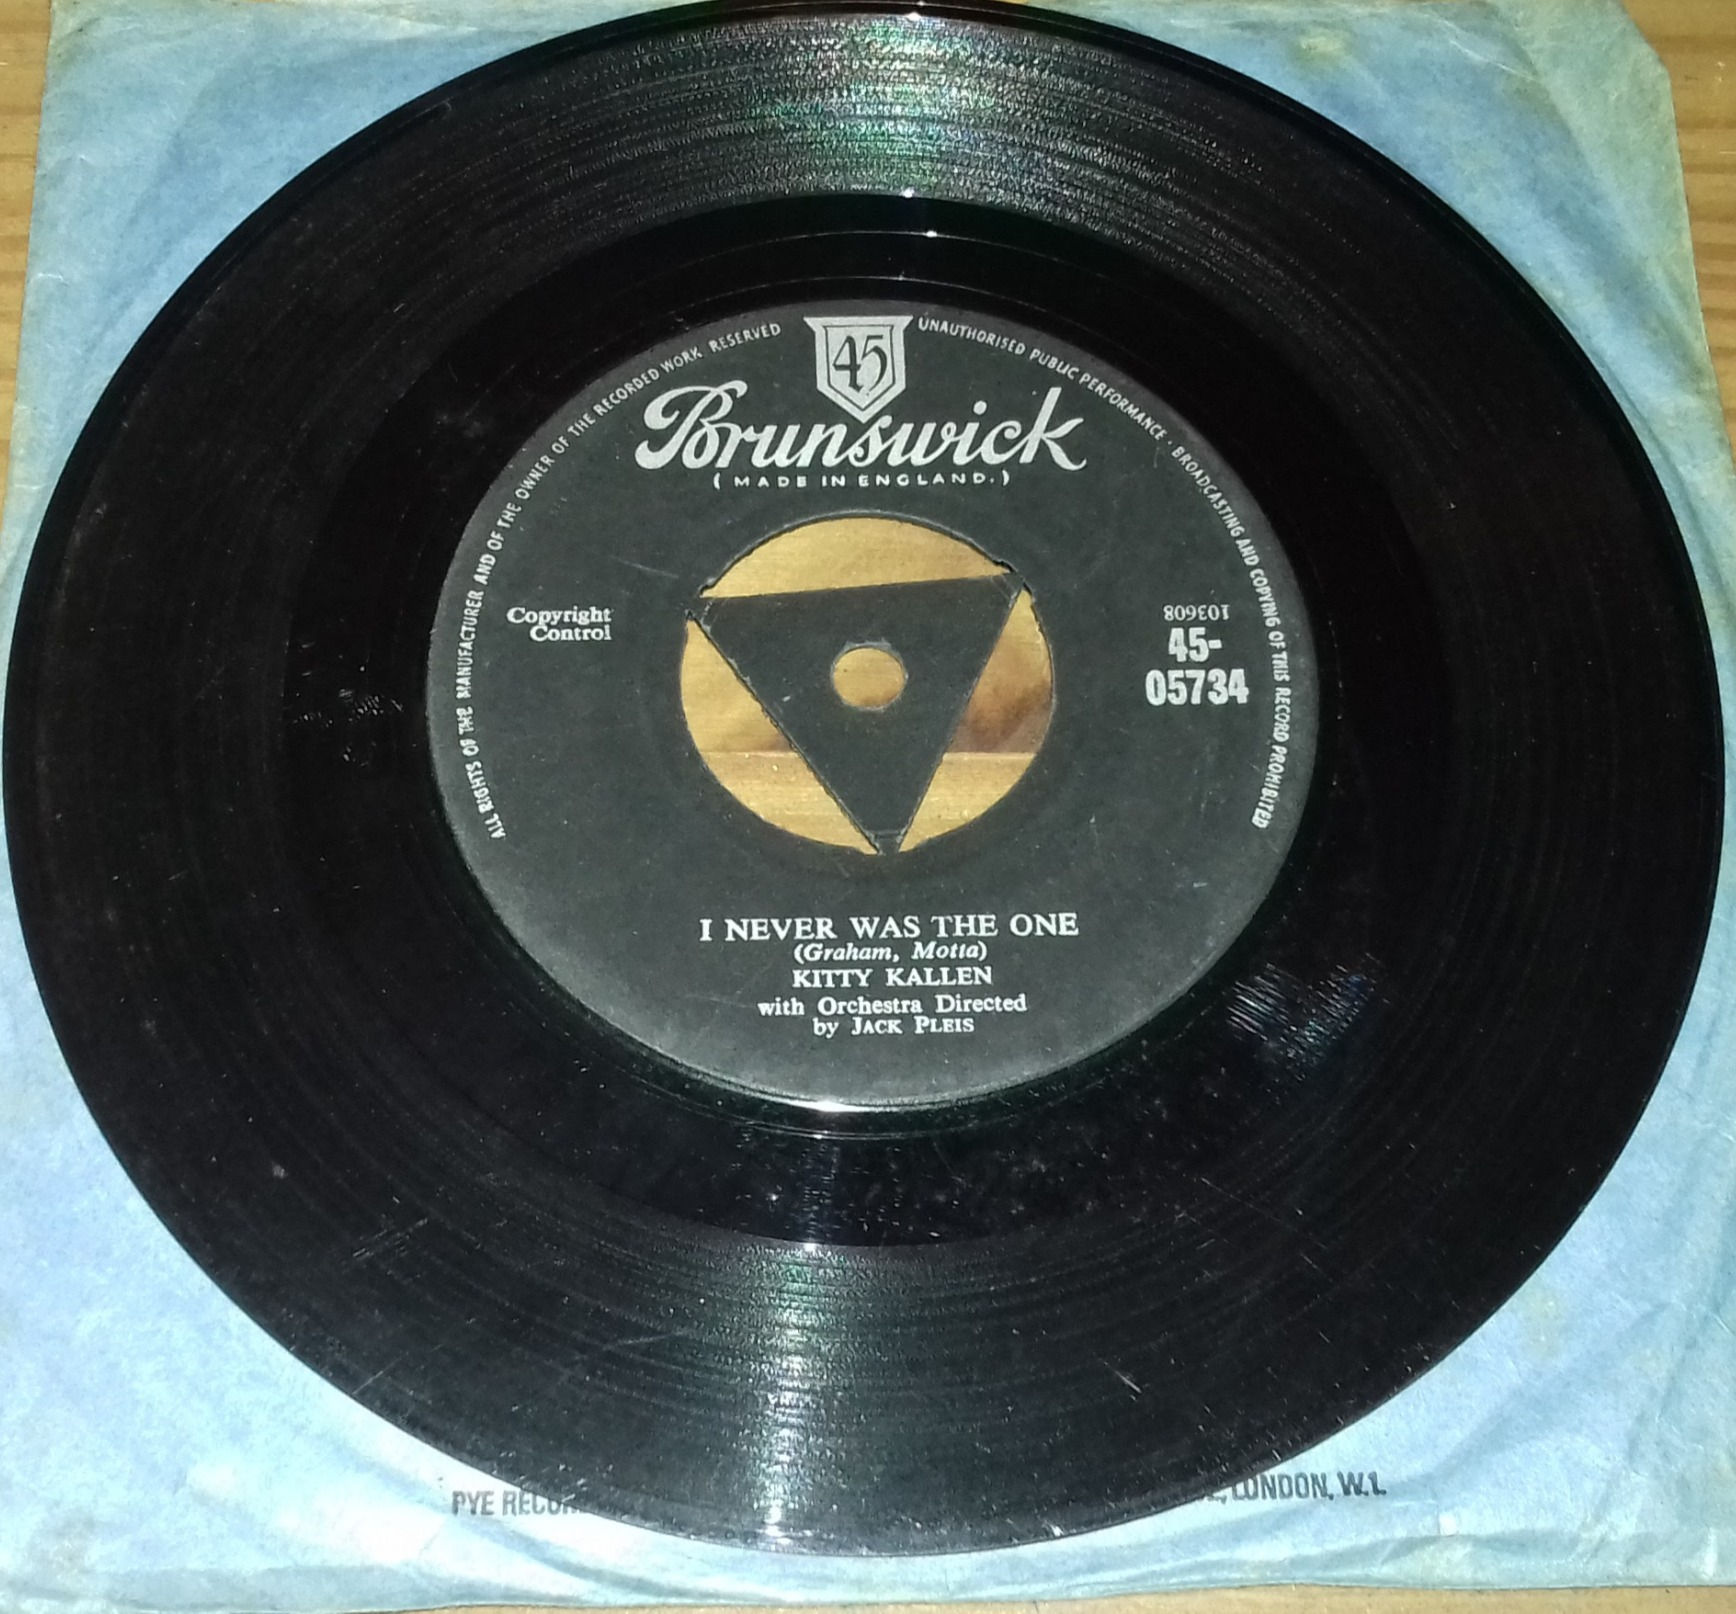 ALL RIGHTS OF THE MANUFACTURER AND OF THE OWNER OF THE RECORDED WORK RESERVED
UNAUTHORISED PUBLIC PERFORMANCE · BROADCASTING AND COPYING OF THIS RECORD PROHIBITED
45
Brunswick
( MADE IN ENGLAND. )
Copyright
Control
103608
45-
05734
I NEVER WAS THE ONE
(Graham, Motta)
KITTY KALLEN
with Orchestra Directed
by JACK PLEIS
PYE LONDON, W.1.